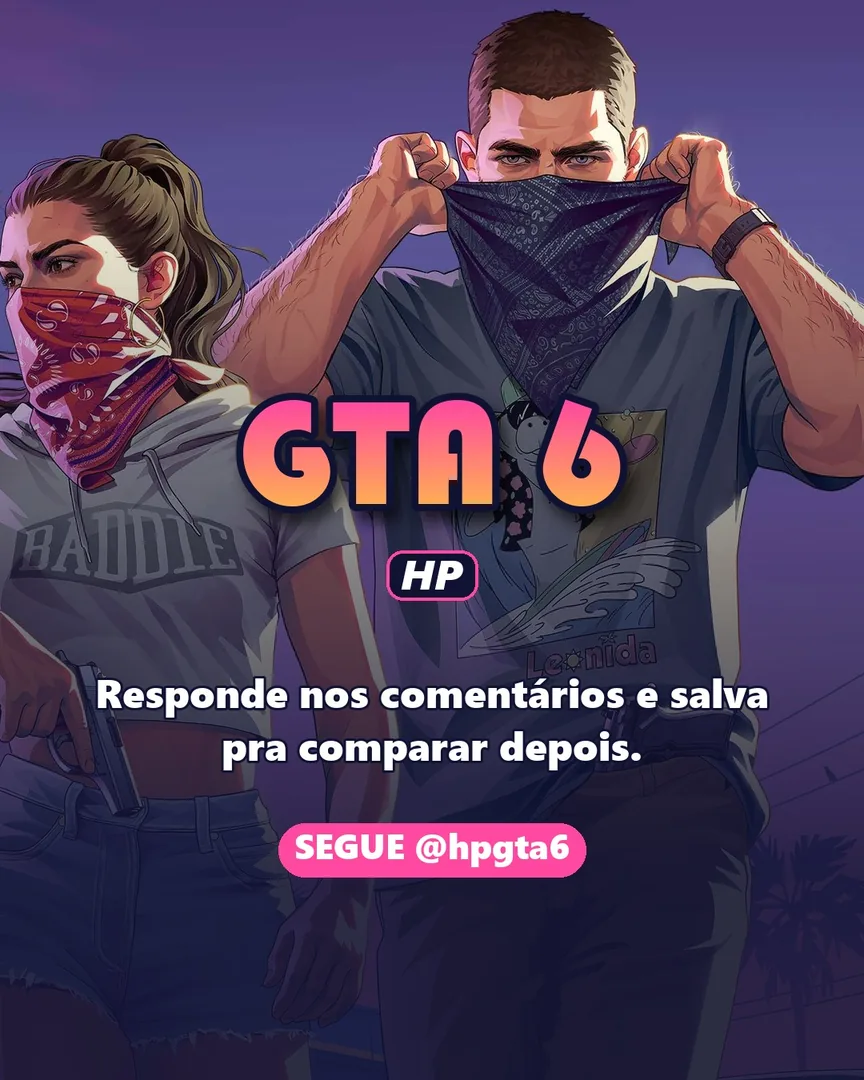 GTA 6
BADDIE
HP
Leonida
Responde nos comentários e salva
pra comparar depois.
SEGUE @hpgta6